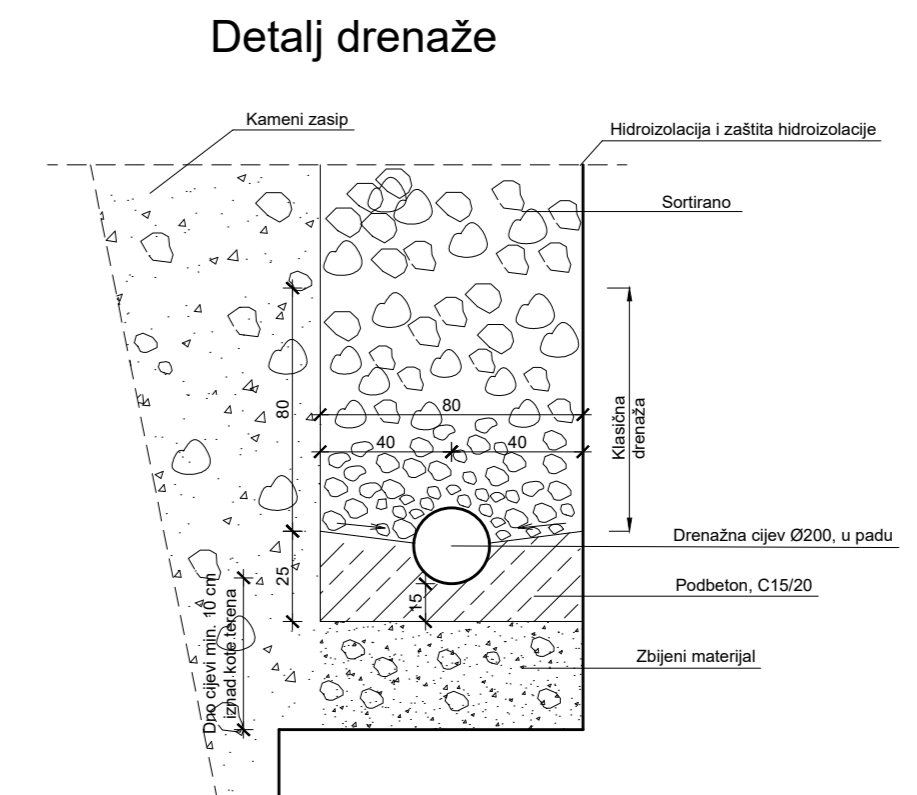 Detalj drenaže
Kameni zasip
Hidroizolacija i zaštita hidroizolacije
Sortirano
80
80
40
40
Klasična
drenaža
Drenažna cijev Ø200, u padu
25
15
Podbeton, C15/20
Dno cijevi min. 10 cm
iznad kote terena
Zbijeni materijal